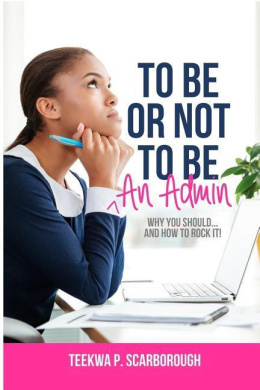 TO BE
OR NOT
TO BE
An Admin
WHY YOU SHOULD...
AND HOW TO ROCK IT!
TEEKWA P. SCARBOROUGH